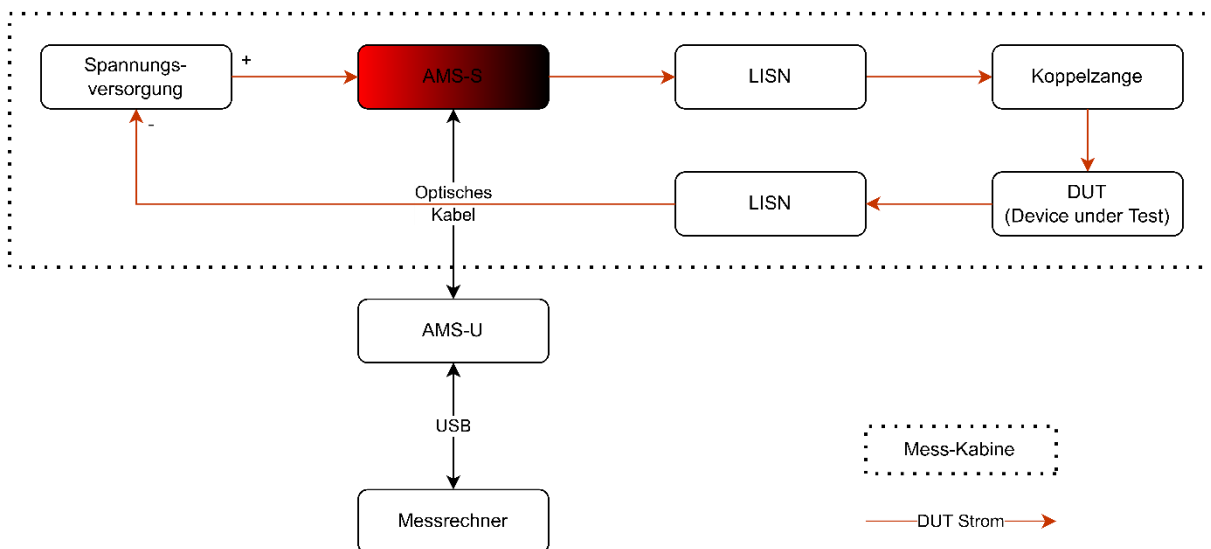 Spannungs-
versorgung
+
AMS-S
LISN
Koppelzange
-
Optisches
Kabel
LISN
DUT
(Device under Test)
AMS-U
USB
Mess-Kabine
Messrechner
DUT Strom